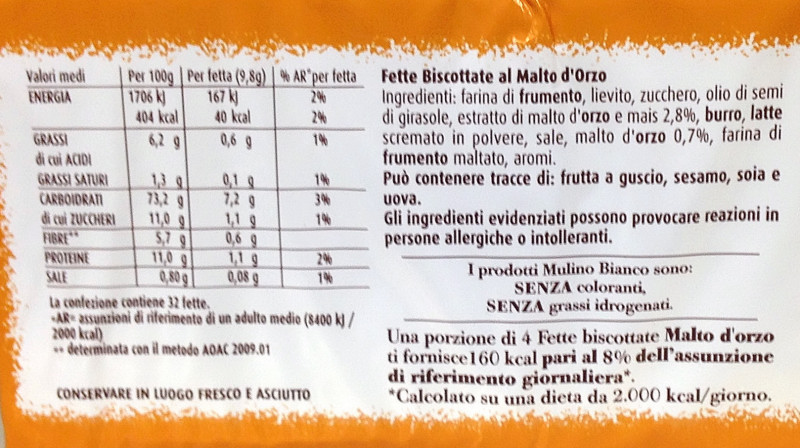 Valori medi Per 100g Per fetta (9,8g) % AR*per fetta
ENERGIA 1706 kJ 167 kJ 2%
404 kcal 40 kcal 2%
GRASSI 6,2 g 0,6 g 1%
di cui ACIDI
GRASSI SATURI 1,3 g 0,1 g 1%
CARBOIDRATI 73,2 g 7,2 g 3%
di cui ZUCCHERI 11,0 g 1,1 g 1%
FIBRE** 5,7 g 0,6 g
PROTEINE 11,0 g 1,1 g 2%
SALE 0,80 g 0,08 g 1%
La confezione contiene 32 fette.
*AR= assunzioni di riferimento di un adulto medio (8400 kJ /
2000 kcal)
** determinata con il metodo AOAC 2009.01
CONSERVARE IN LUOGO FRESCO E ASCIUTTO
Fette Biscottate al Malto d'Orzo
Ingredienti: farina di frumento, lievito, zucchero, olio di semi
di girasole, estratto di malto d'orzo e mais 2,8%, burro, latte
scremato in polvere, sale, malto d'orzo 0,7%, farina di
frumento maltato, aromi.
Può contenere tracce di: frutta a guscio, sesamo, soia e
uova.
Gli ingredienti evidenziati possono provocare reazioni in
persone allergiche o intolleranti.
I prodotti Mulino Bianco sono:
SENZA coloranti,
SENZA grassi idrogenati.
Una porzione di 4 Fette biscottate Malto d'orzo
ti fornisce160 kcal pari al 8% dell'assunzione
di riferimento giornaliera*.
*Calcolato su una dieta da 2.000 kcal/giorno.